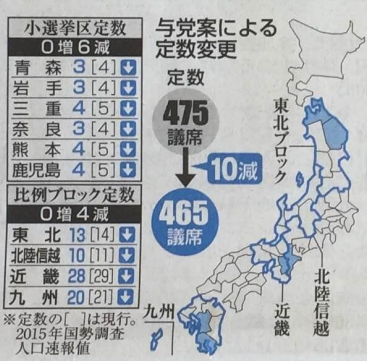 小選挙区定数
0増6減
青森 3 [4]
岩手 3 [4]
三重 4 [5]
奈良 3 [4]
熊本 4 [5]
鹿児島 4 [5]
比例ブロック定数
0増4減
東北 13 [14]
北陸信越 10 [11]
近畿 28 [29]
九州 20 [21]
※定数の[ ]は現行。
2015年国勢調査
人口速報値
与党案による
定数変更
定数
475
議席
10減
465
議席
東北ブロック
北陸信越
近畿
九州